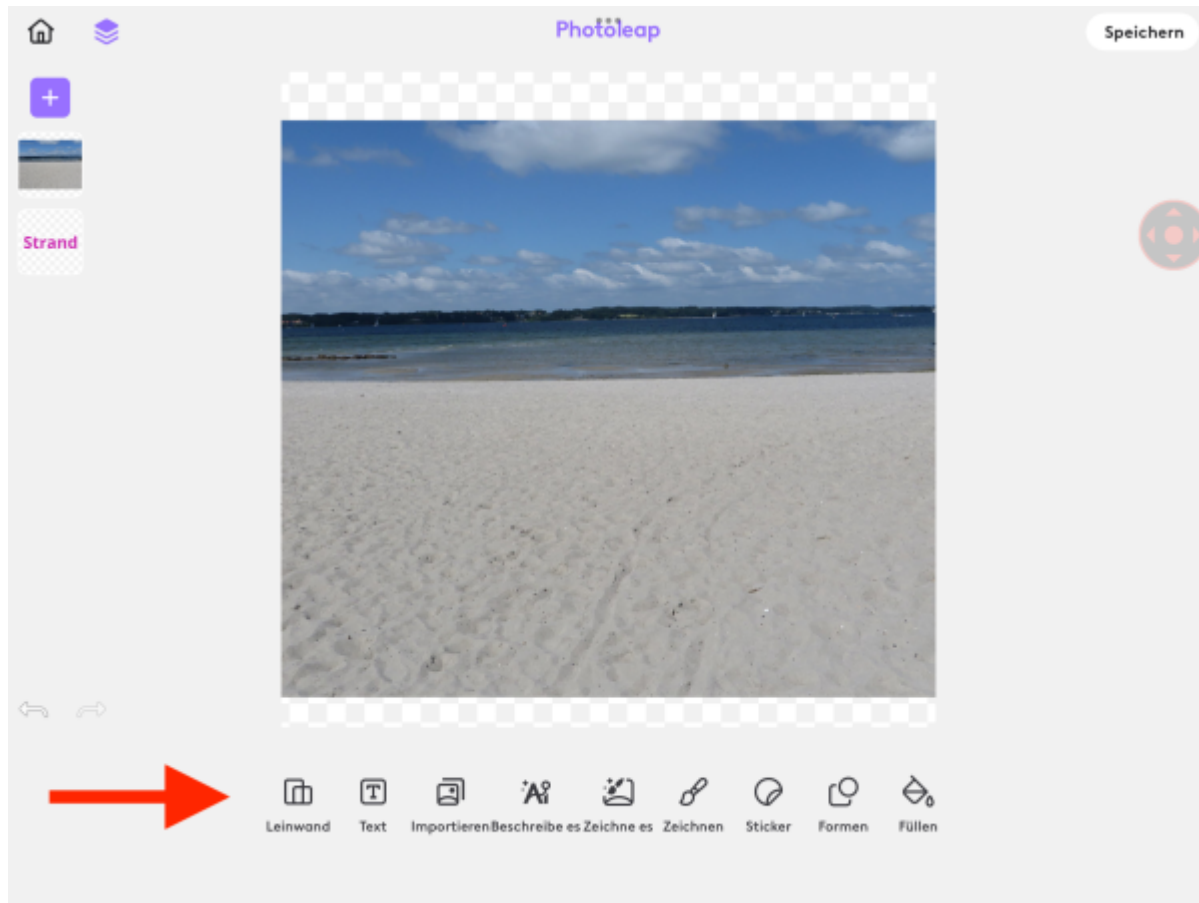 Photoleap
Speichern
Strand
Leinwand
Text
Importieren
Beschreibe es
Zeichne es
Zeichnen
Sticker
Formen
Füllen